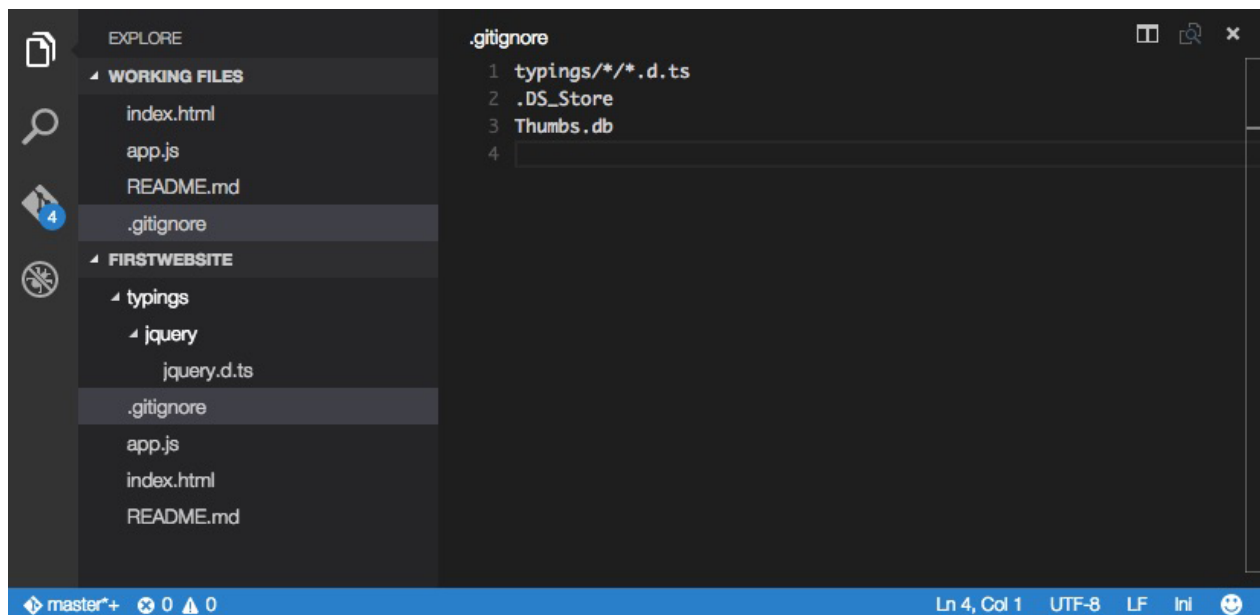 EXPLORE
WORKING FILES
index.html
app.js
README.md
.gitignore
FIRSTWEBSITE
typings
jquery
jquery.d.ts
.gitignore
app.js
index.html
README.md
4
.gitignore
1 typings/*/*.d.ts
2 .DS_Store
3 Thumbs.db
4
master*+ 0 0 Ln 4, Col 1 UTF-8 LF Ini